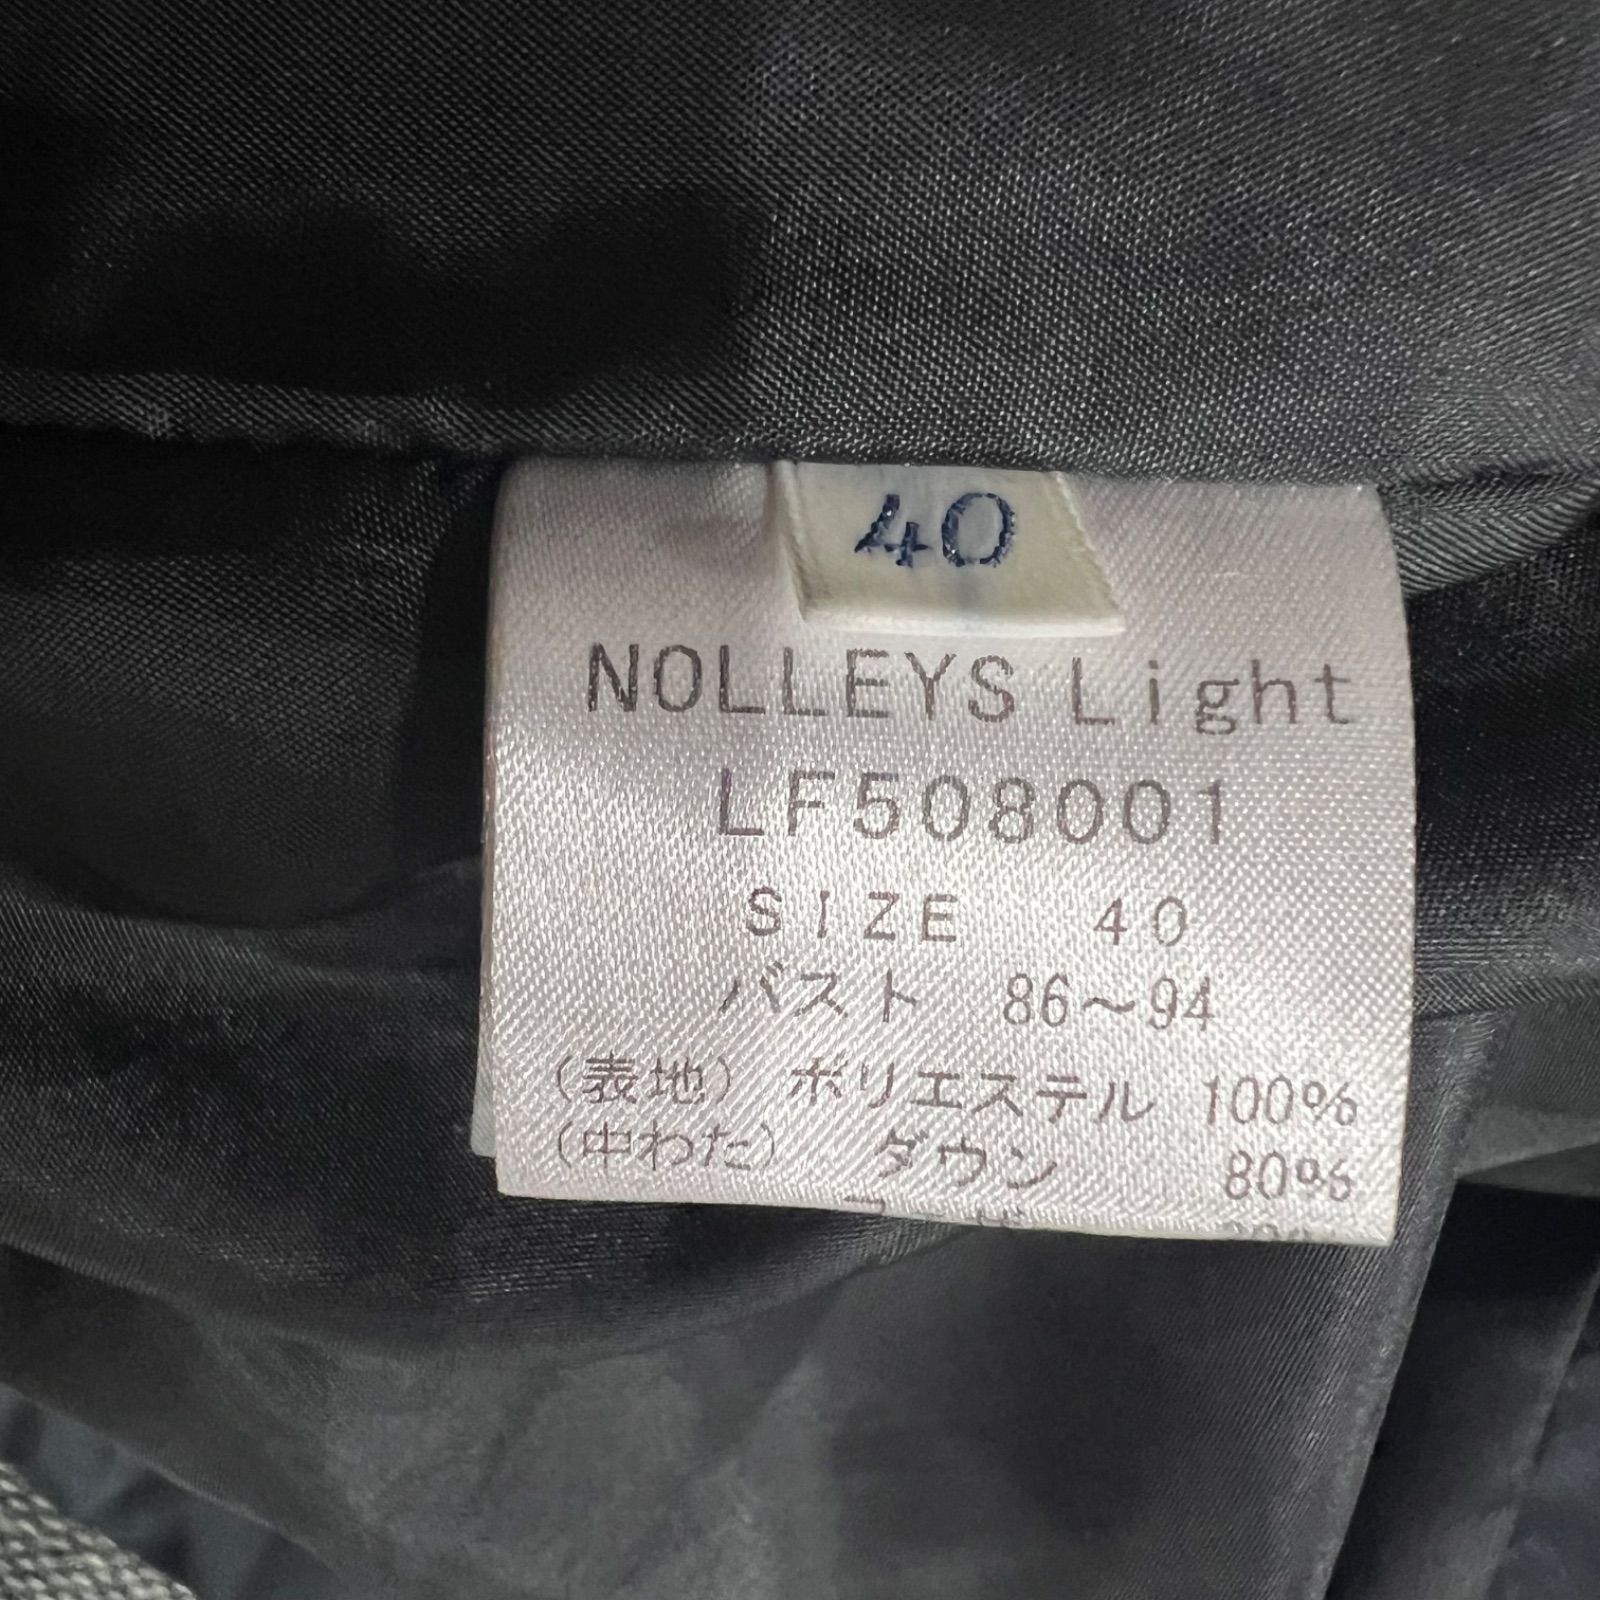 40
NOLLEYS Light
LF508001
SIZE 40
バスト 86～94
(表地) ポリエステル 100%
(中わた) ダウン 80%